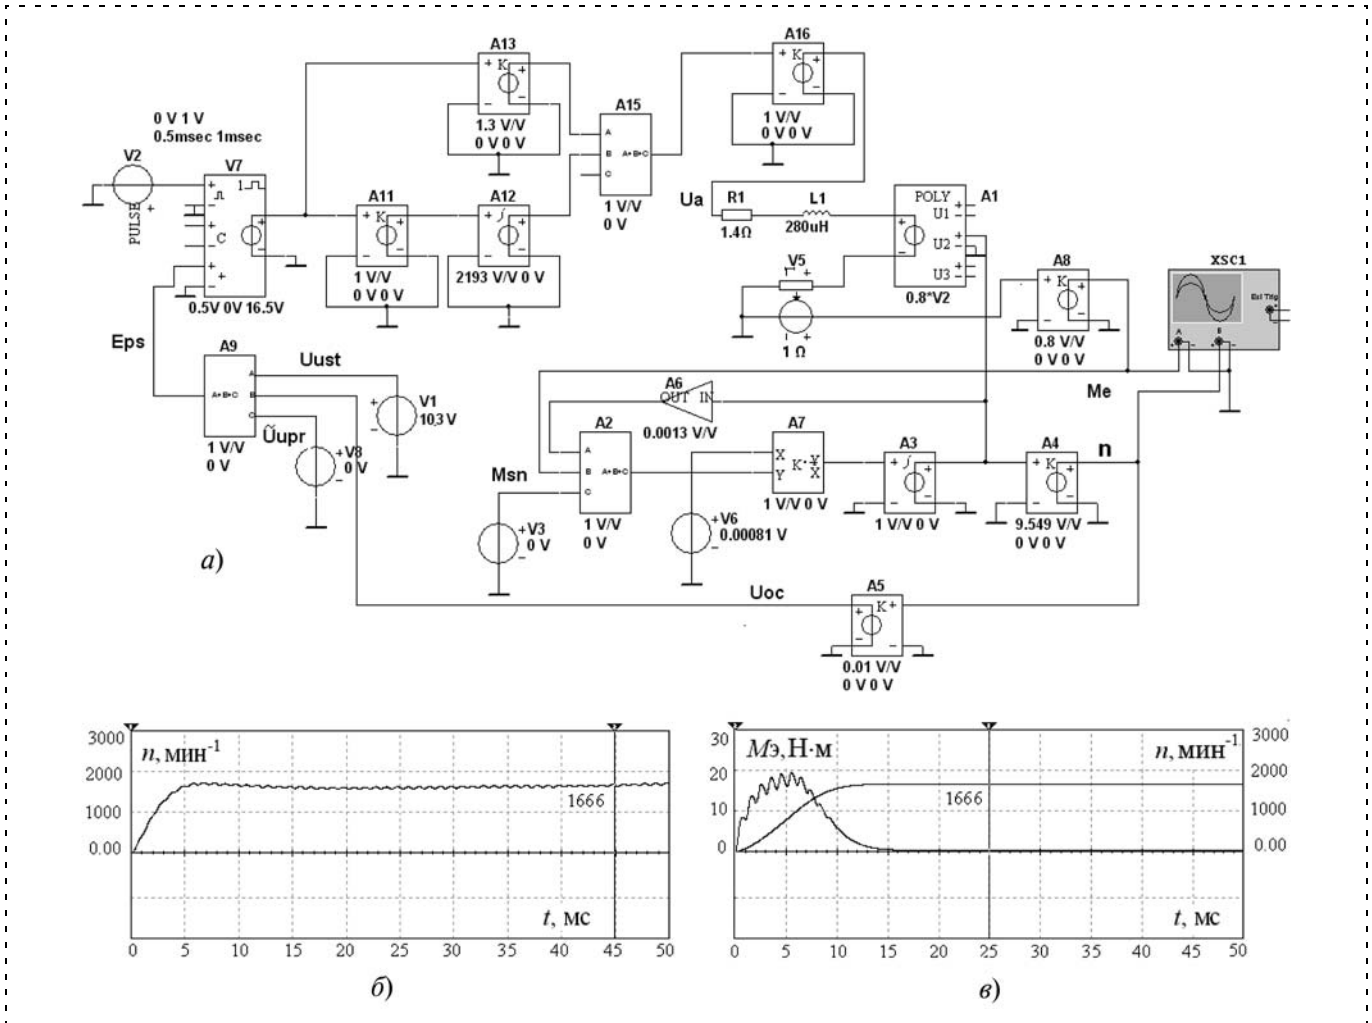 A13
+ K
1.3 V/V
0 V 0 V
A16
+ K
1 V/V
0 V 0 V
0 V 1 V
0.5msec 1msec
V2
PULSE
V7
C
0.5V 0V 16.5V
A15
A
B
C
A+B+C
1 V/V
0 V
A11
+ K
1 V/V
0 V 0 V
A12
+ ∫
2193 V/V 0 V
Ua
R1
1.4Ω
L1
280uH
POLY
U1
U2
U3
A1
0.8*V2
V5
1 Ω
A8
+ K
0.8 V/V
0 V 0 V
XSC1
Ext Trig
A
B
Me
Eps
A9
A
B
C
A+B+C
1 V/V
0 V
Uust
V1
10,3 V
Ũupr
V8
0 V
A6
OUT IN
0.0013 V/V
A2
A
B
C
A+B+C
1 V/V
0 V
Msn
V3
0 V
A7
X
Y
K·Y/X
1 V/V 0 V
V6
0.00081 V
A3
+ ∫
1 V/V 0 V
A4
+ K
9.549 V/V
0 V 0 V
n
а)
Uoc
A5
K+
0.01 V/V
0 V 0 V
3000
2000
1000
0.00
n, мин-1
1666
t, мс
0 5 10 15 20 25 30 35 40 45 50
б)
30
20
10
0
Mэ,Н·м
n, мин-1
3000
2000
1000
0.00
1666
t, мс
0 5 10 15 20 25 30 35 40 45 50
в)